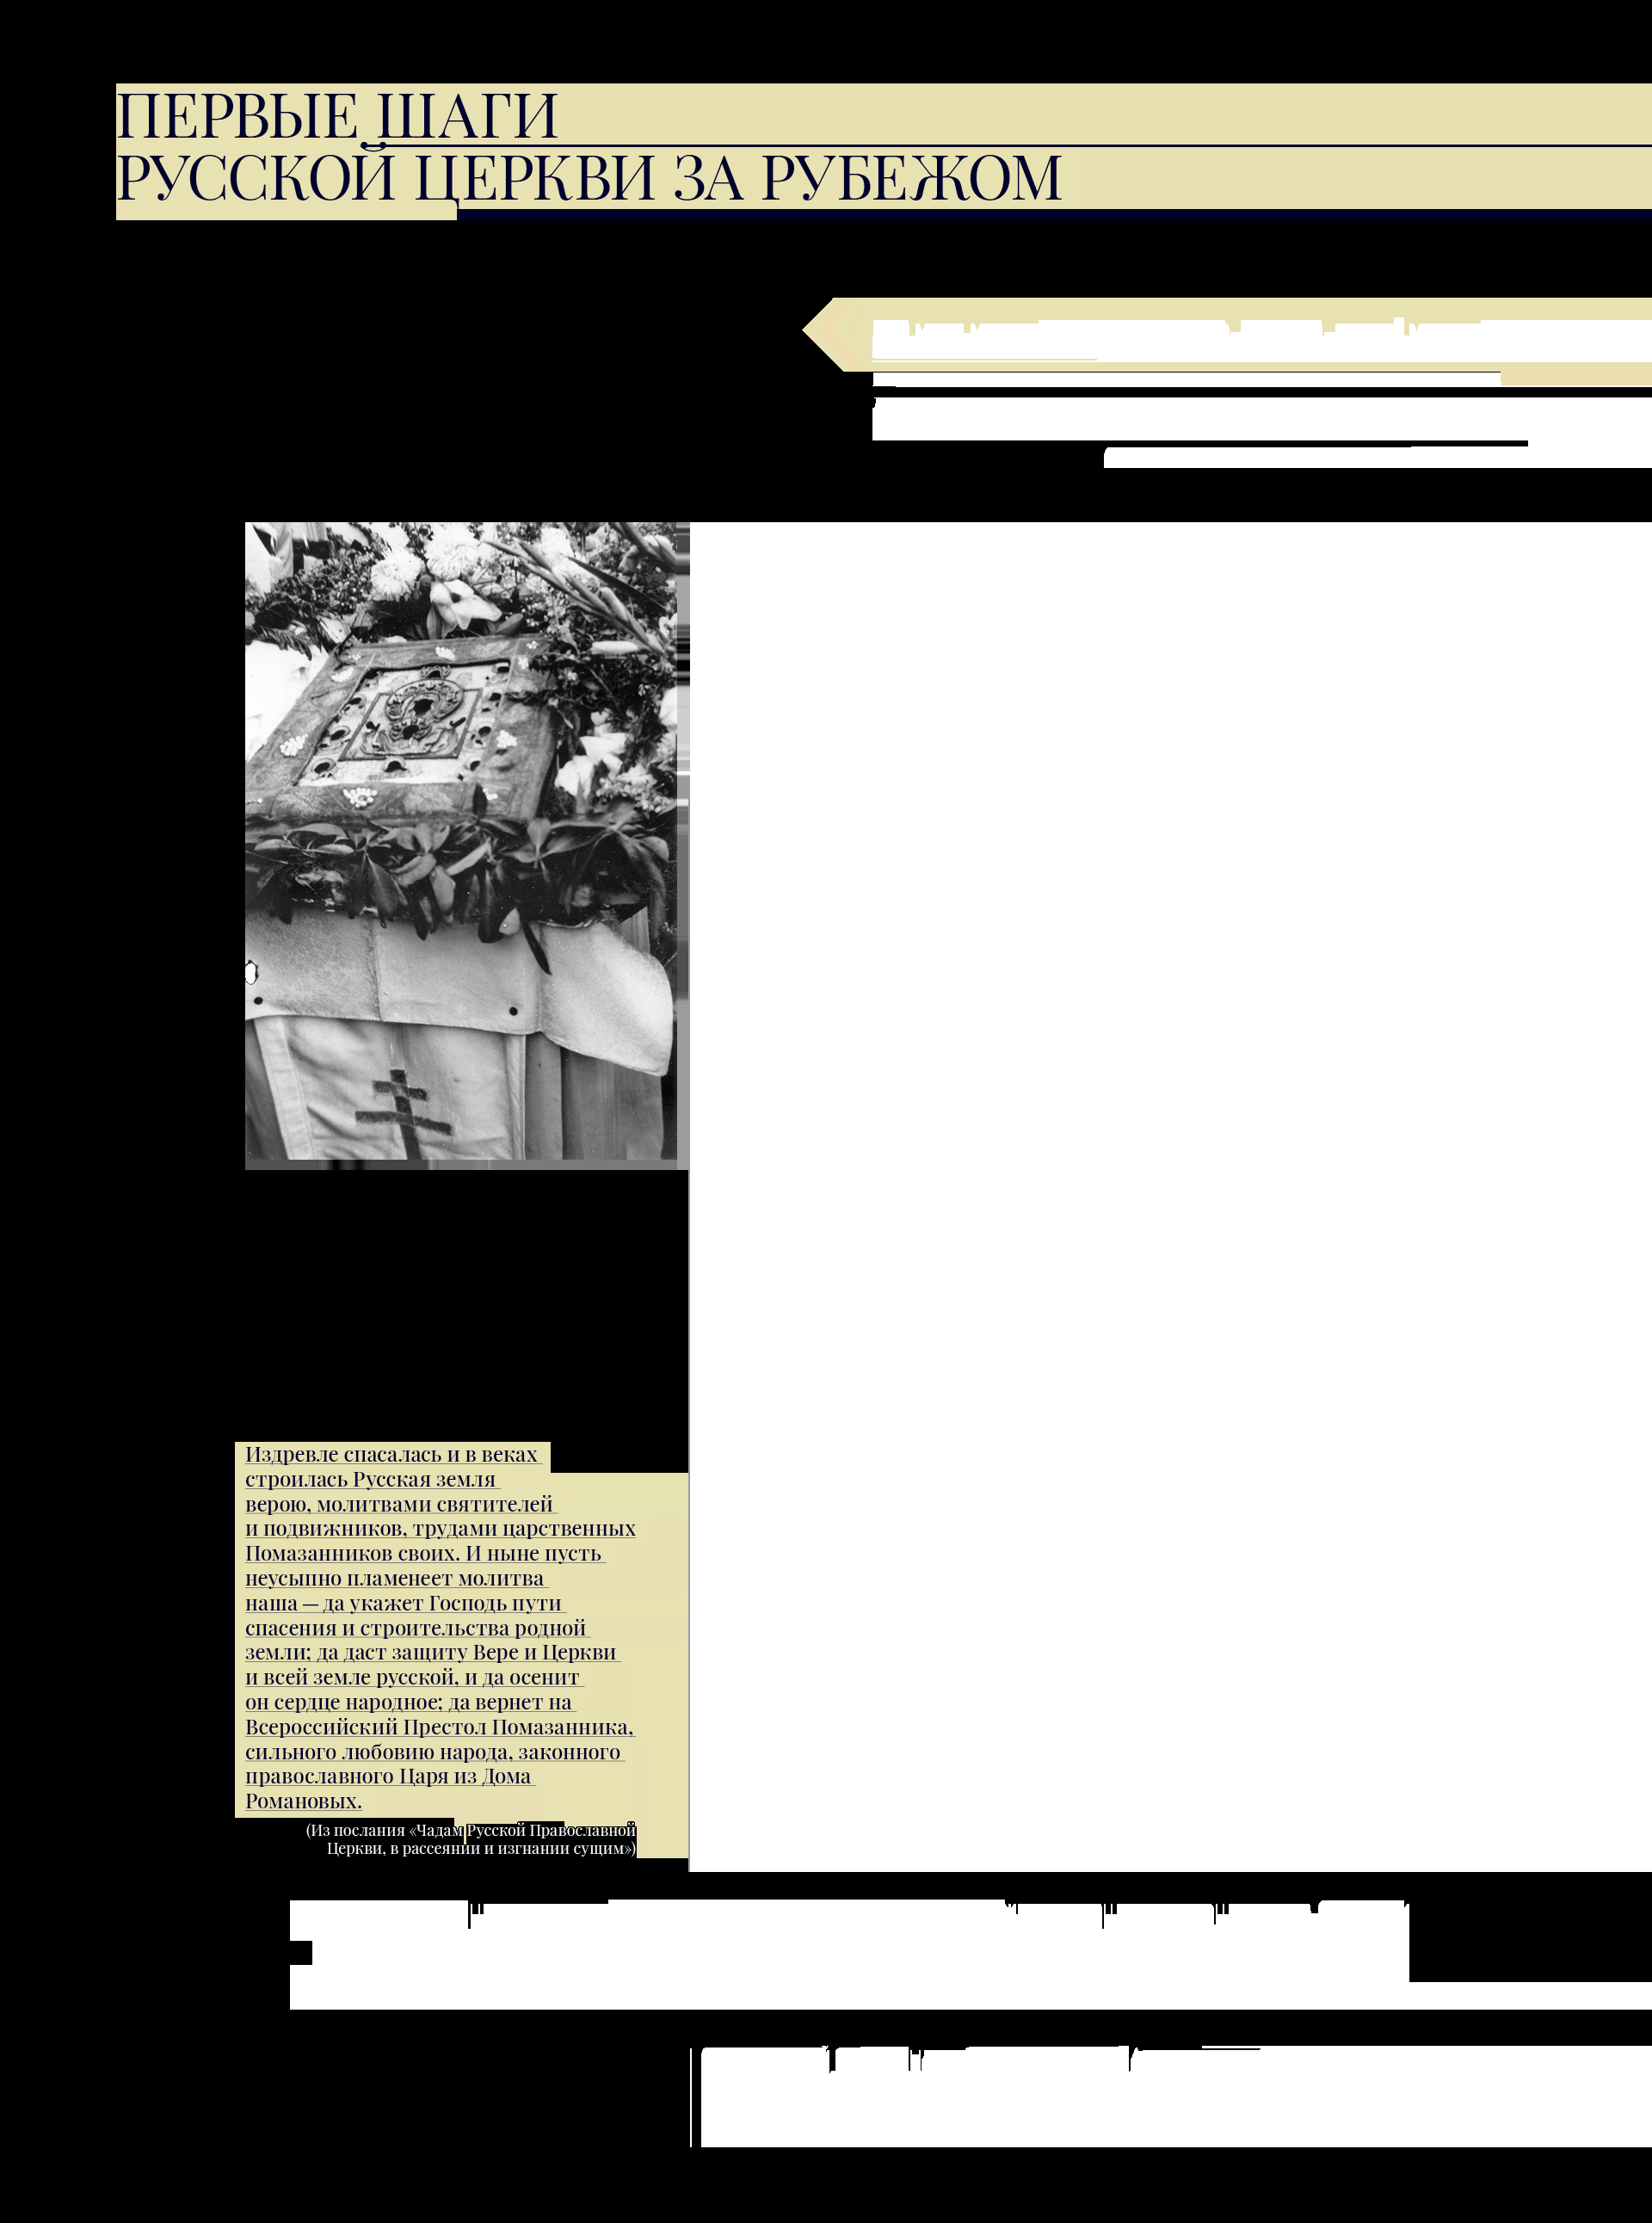 ПЕРВЫЕ ШАГИ
РУССКОЙ ЦЕРКВИ ЗА РУБЕЖОМ
Издревле спасалась и в веках
строилась Русская земля
верою, молитвами святителей
и подвижников, трудами царственных
Помазанников своих. И ныне пусть
неусыпно пламенеет молитва
наша — да укажет Господь пути
спасения и строительства родной
земли; да даст защиту Вере и Церкви
и всей земле русской, и да осенит
он сердце народное; да вернет на
Всероссийский Престол Помазанника,
сильного любовию народа, законного
православного Царя из Дома
Романовых.
(Из послания «Чадам Русской Православной
Церкви, в рассеянии и изгнании сущим»)